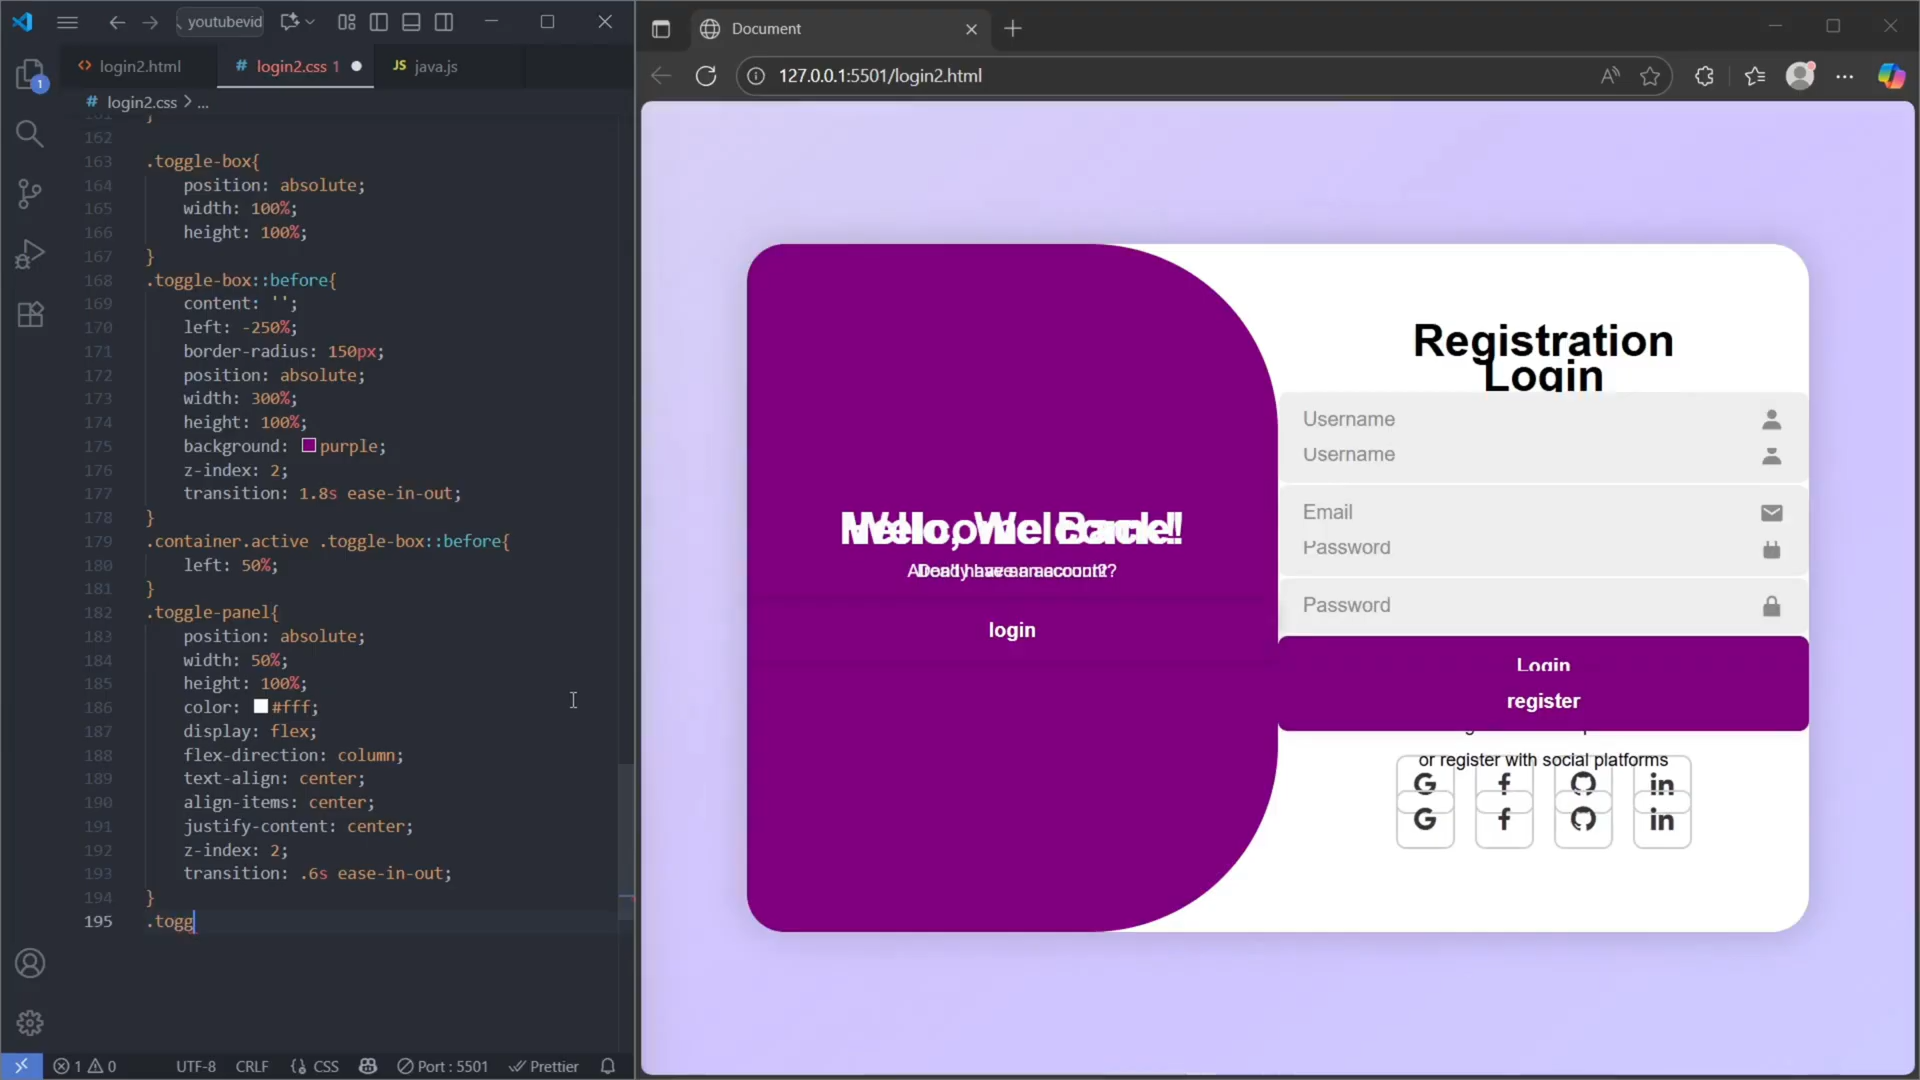 youtubevid
login2.html
# login2.css 1
JS java.js
# login2.css > ...
162
163 .toggle-box{
164 position: absolute;
165 width: 100%;
166 height: 100%;
167 }
168 .toggle-box::before{
169 content: '';
170 left: -250%;
171 border-radius: 150px;
172 position: absolute;
173 width: 300%;
174 height: 100%;
175 background: purple;
176 z-index: 2;
177 transition: 1.8s ease-in-out;
178 }
179 .container.active .toggle-box::before{
180 left: 50%;
181 }
182 .toggle-panel{
183 position: absolute;
184 width: 50%;
185 height: 100%;
186 color: #fff;
187 display: flex;
188 flex-direction: column;
189 text-align: center;
190 align-items: center;
191 justify-content: center;
192 z-index: 2;
193 transition: .6s ease-in-out;
194 }
195 .togg
1
1 0
UTF-8
CRLF
{} CSS
Port : 5501
Prettier
Document
127.0.0.1:5501/login2.html
login
Registration
Login
Username
Username
Email
Password
Password
Login
register
or register with social platforms
G f in
G f in